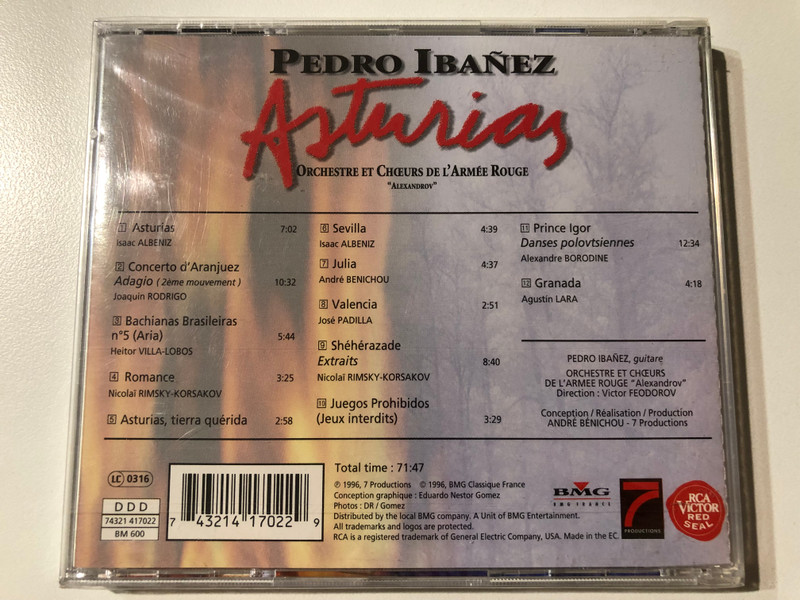 PEDRO IBAÑEZ
Asturias
ORCHESTRE ET CHŒURS DE L'ARMÉE ROUGE
"ALEXANDROV"
1 Asturias 7:02
Isaac ALBENIZ
2 Concerto d'Aranjuez
Adagio (2ème mouvement) 10:32
Joaquin RODRIGO
3 Bachianas Brasileiras
n°5 (Aria) 5:44
Heitor VILLA-LOBOS
4 Romance 3:25
Nicolaï RIMSKY-KORSAKOV
5 Asturias, tierra quérida 2:58
6 Sevilla 4:39
Isaac ALBENIZ
7 Julia 4:37
André BENICHOU
8 Valencia 2:51
José PADILLA
9 Shéhérazade
Extraits 8:40
Nicolaï RIMSKY-KORSAKOV
10 Juegos Prohibidos
(Jeux interdits) 3:29
11 Prince Igor
Danses polovtsiennes 12:34
Alexandre BORODINE
12 Granada 4:18
Agustin LARA
PEDRO IBAÑEZ, guitare
ORCHESTRE ET CHŒURS
DE L'ARMEE ROUGE "Alexandrov"
Direction : Victor FEODOROV
Conception / Réalisation / Production
ANDRÉ BÉNICHOU - 7 Productions
LC 0316
DDD
74321 417022
BM 600
7 43214 17022 9
Total time : 71:47
℗ 1996, 7 Productions © 1996, BMG Classique France
Conception graphique : Eduardo Nestor Gomez
Photos : DR / Gomez
Distributed by the local BMG company. A Unit of BMG Entertainment.
All trademarks and logos are protected.
RCA is a registered trademark of General Electric Company, USA. Made in the EC.
BMG
BMG FRANCE
7
PRODUCTIONS
RCA
VICTOR
RED
SEAL